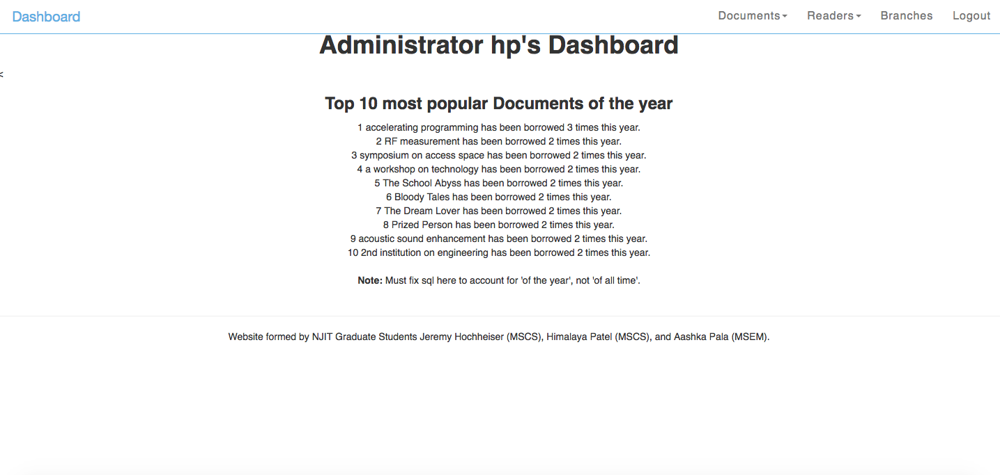 Dashboard Documents Readers Branches Logout
Administrator hp's Dashboard
<
Top 10 most popular Documents of the year
1 accelerating programming has been borrowed 3 times this year.
2 RF measurement has been borrowed 2 times this year.
3 symposium on access space has been borrowed 2 times this year.
4 a workshop on technology has been borrowed 2 times this year.
5 The School Abyss has been borrowed 2 times this year.
6 Bloody Tales has been borrowed 2 times this year.
7 The Dream Lover has been borrowed 2 times this year.
8 Prized Person has been borrowed 2 times this year.
9 acoustic sound enhancement has been borrowed 2 times this year.
10 2nd institution on engineering has been borrowed 2 times this year.
Note: Must fix sql here to account for 'of the year', not 'of all time'.
Website formed by NJIT Graduate Students Jeremy Hochheiser (MSCS), Himalaya Patel (MSCS), and Aashka Pala (MSEM).